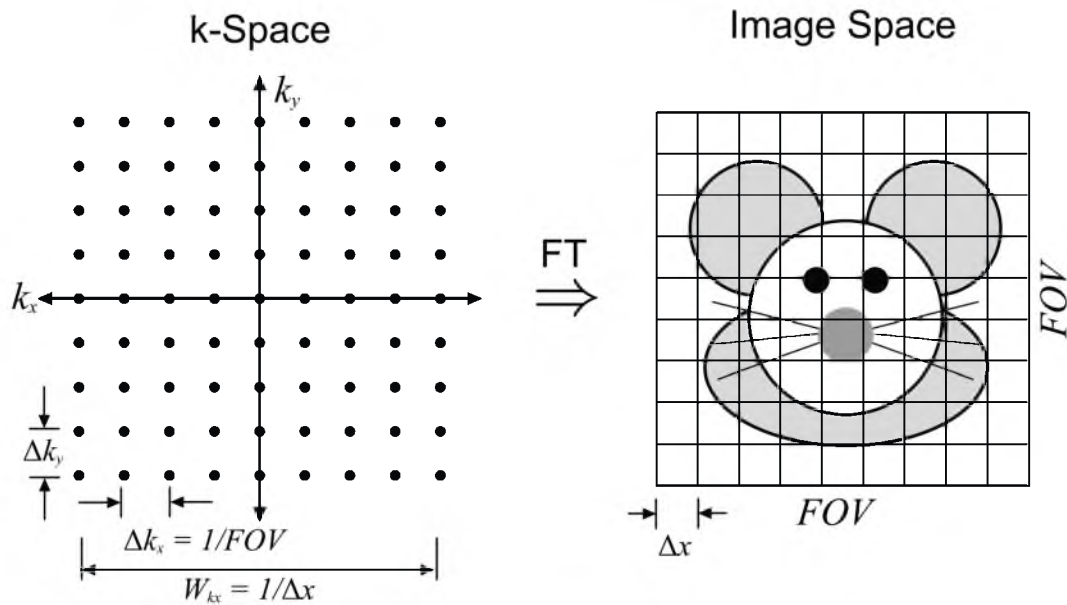 k-Space
k_y
k_x
Δk_y
Δk_x = 1/FOV
W_kx = 1/Δx
FT
⇒
Image Space
FOV
FOV
Δx